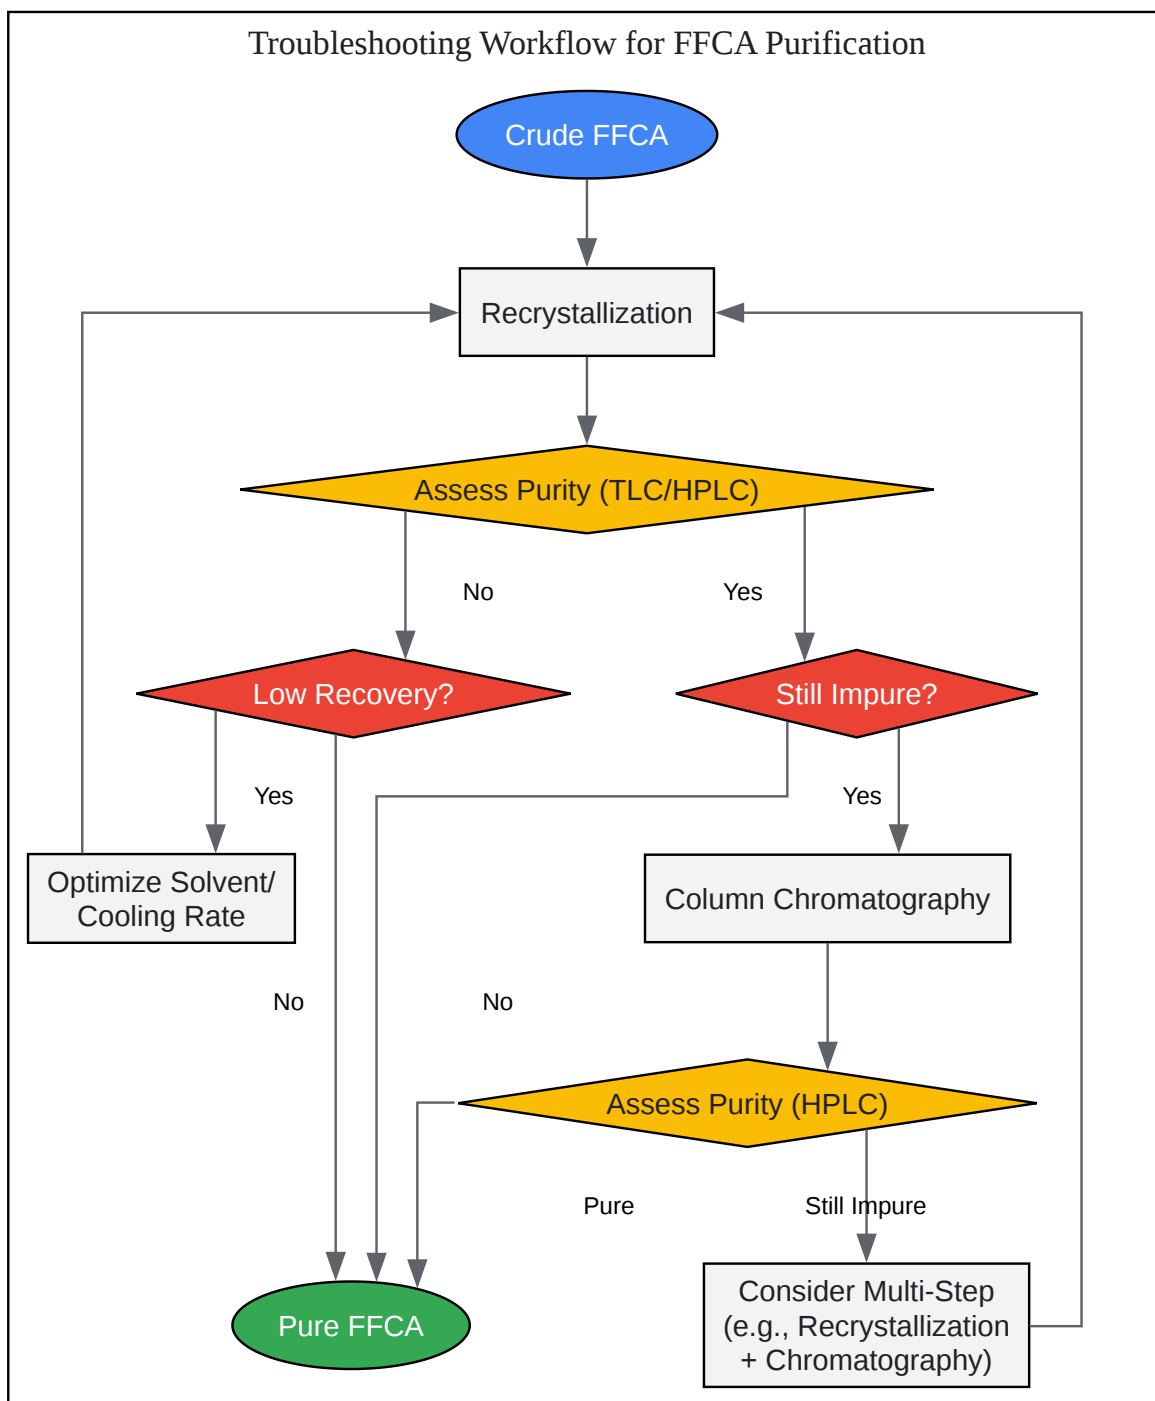 Troubleshooting Workflow for FFCA Purification
Crude FFCA
Recrystallization
Assess Purity (TLC/HPLC)
No
Yes
Low Recovery?
Still Impure?
Yes
Yes
Optimize Solvent/
Cooling Rate
Column Chromatography
No
No
Assess Purity (HPLC)
Pure
Still Impure
Consider Multi-Step
(e.g., Recrystallization
+ Chromatography)
Pure FFCA